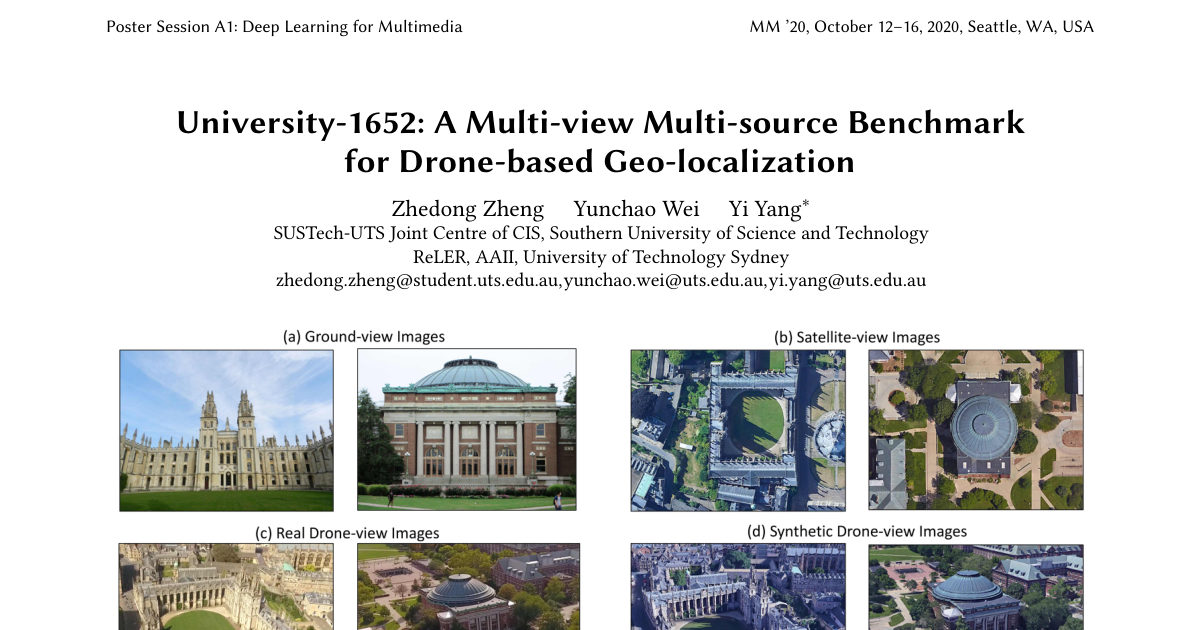 Poster Session A1: Deep Learning for Multimedia
MM ’20, October 12–16, 2020, Seattle, WA, USA
University-1652: A Multi-view Multi-source Benchmark
for Drone-based Geo-localization
Zhedong Zheng Yunchao Wei Yi Yang*
SUSTech-UTS Joint Centre of CIS, Southern University of Science and Technology
ReLER, AAII, University of Technology Sydney
zhedong.zheng@student.uts.edu.au,yunchao.wei@uts.edu.au,yi.yang@uts.edu.au
(a) Ground-view Images
(b) Satellite-view Images
(c) Real Drone-view Images
(d) Synthetic Drone-view Images